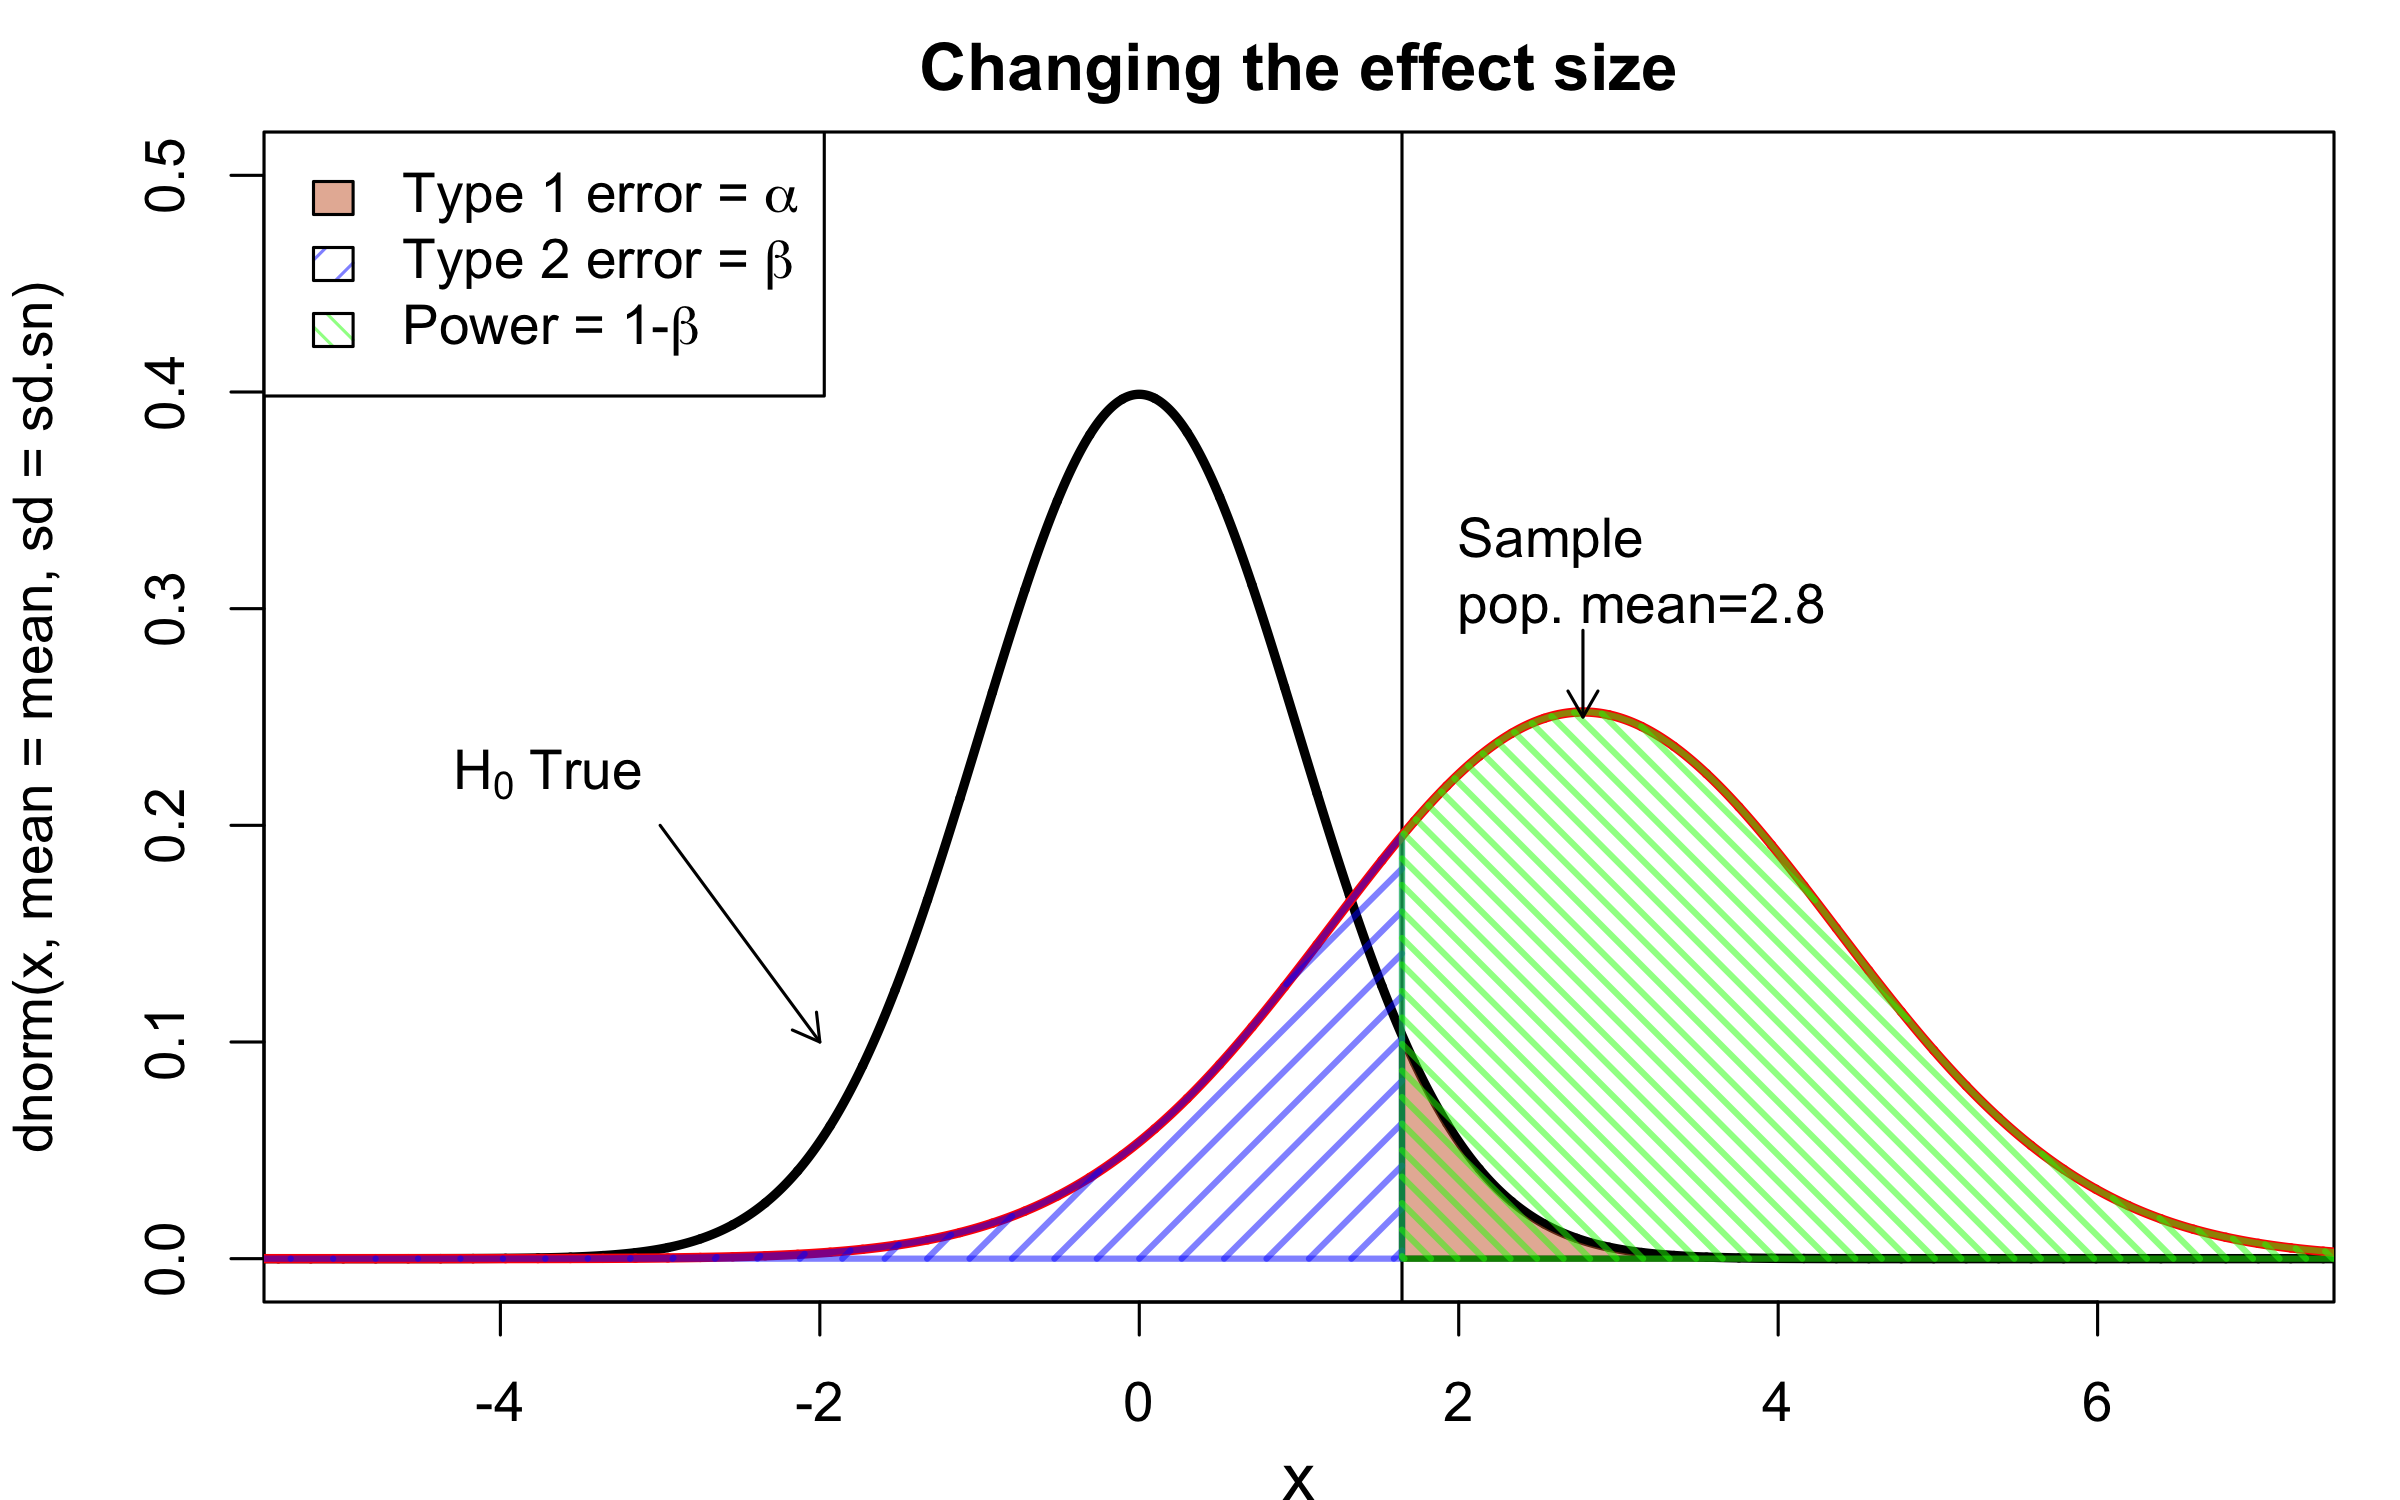 Changing the effect size
Type 1 error = α
Type 2 error = β
Power = 1-β
Sample
pop. mean=2.8
H₀ True
dnorm(x, mean = mean, sd = sd.sn)
0.5
0.4
0.3
0.2
0.1
0.0
-4 -2 0 2 4 6
x